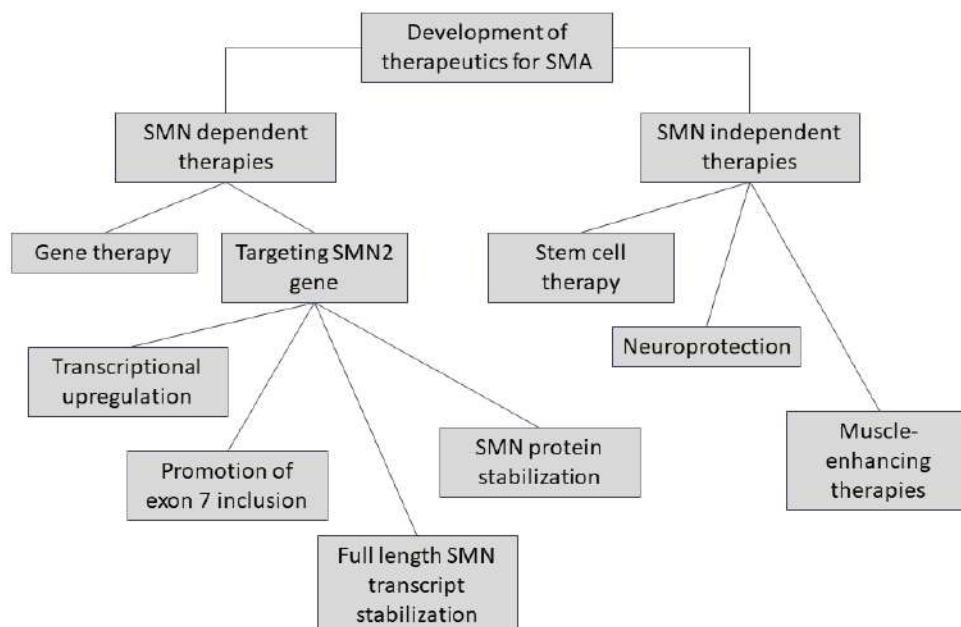 Development of
therapeutics for SMA
SMN dependent
therapies
SMN independent
therapies
Gene therapy
Targeting SMN2
gene
Stem cell
therapy
Neuroprotection
Transcriptional
upregulation
Promotion of
exon 7 inclusion
Full length SMN
transcript
stabilization
SMN protein
stabilization
Muscle-
enhancing
therapies